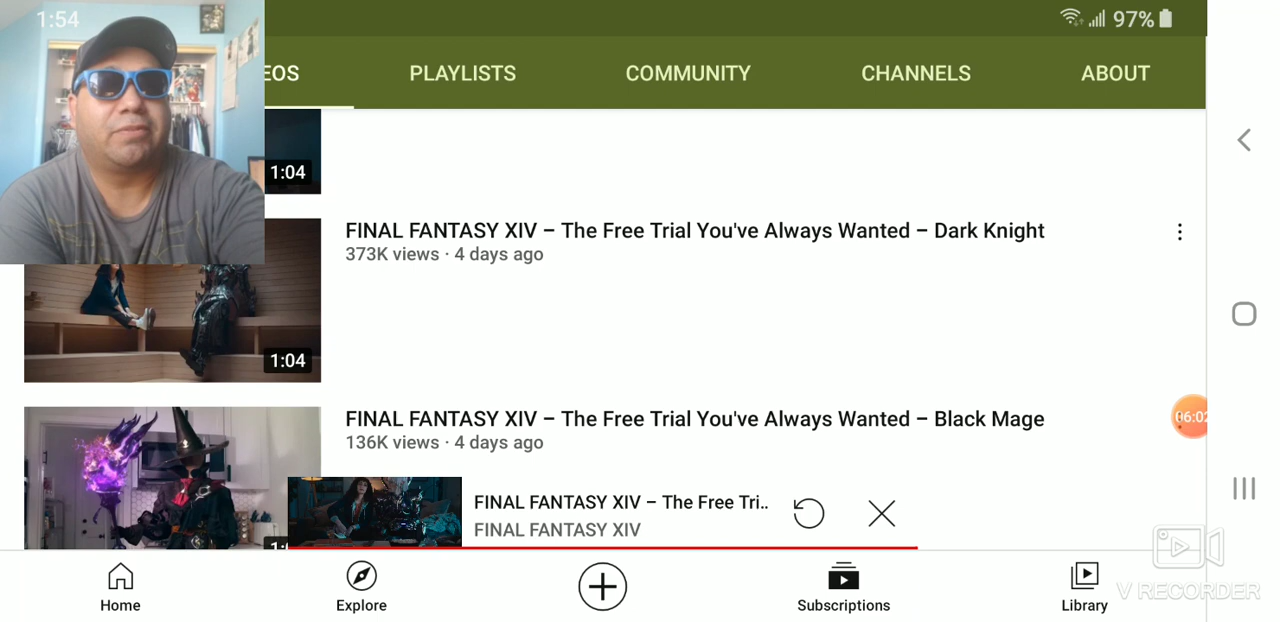 1:54
97%
EOS
PLAYLISTS
COMMUNITY
CHANNELS
ABOUT
1:04
FINAL FANTASY XIV – The Free Trial You've Always Wanted – Dark Knight
373K views · 4 days ago
1:04
FINAL FANTASY XIV – The Free Trial You've Always Wanted – Black Mage
136K views · 4 days ago
06:02
FINAL FANTASY XIV – The Free Tri..
FINAL FANTASY XIV
Home
Explore
Subscriptions
Library
V RECORDER